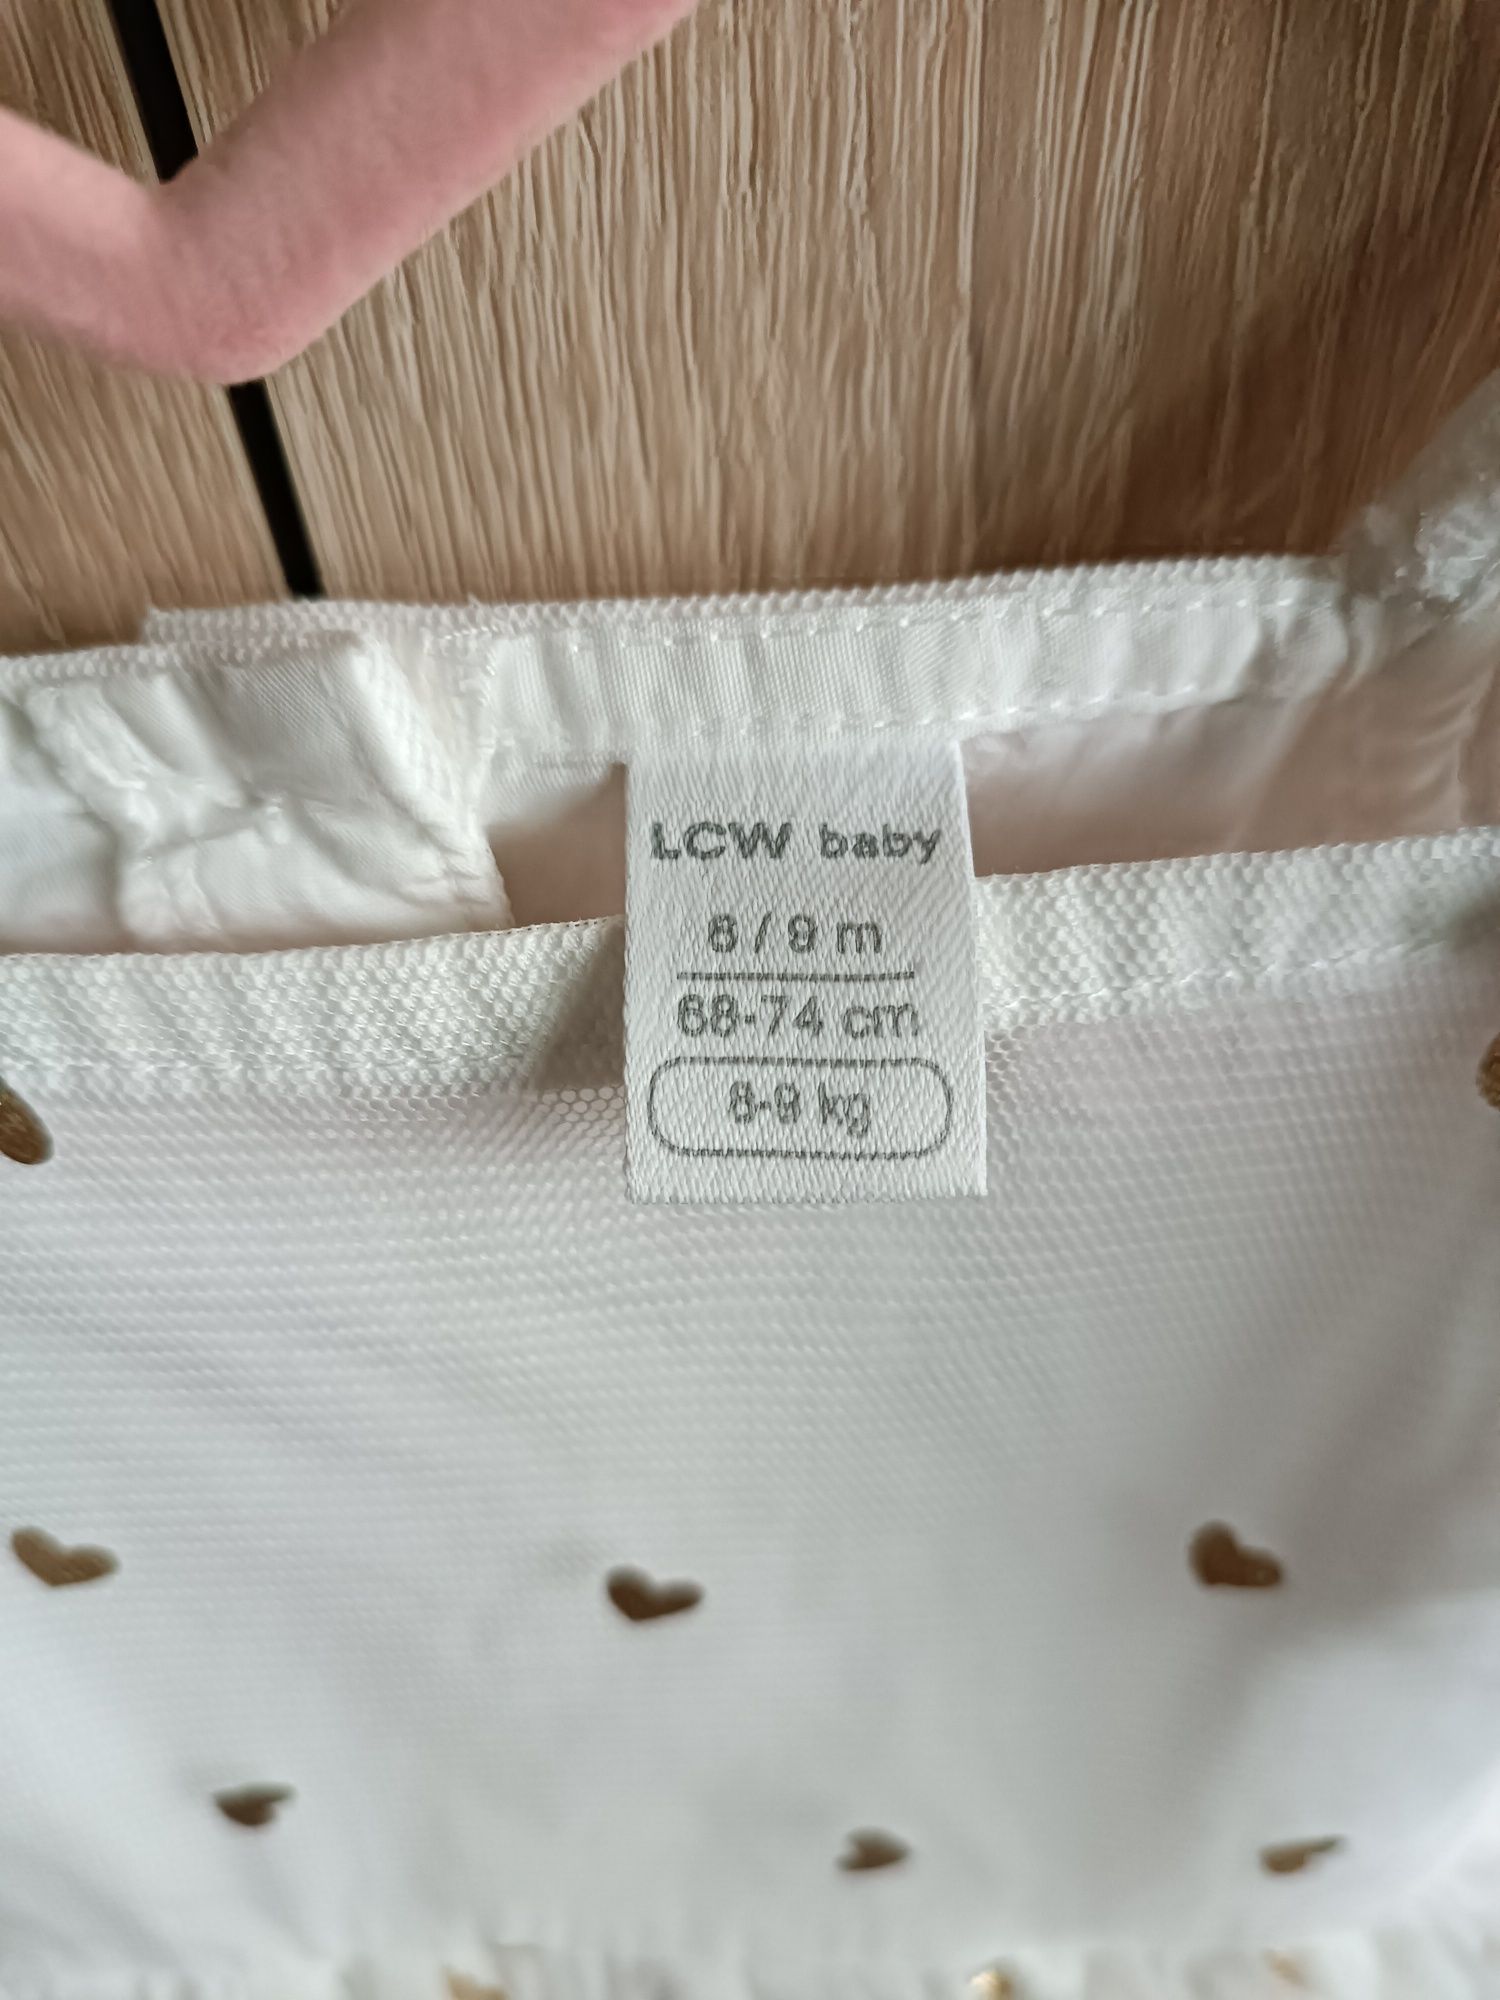 LCW baby
6 / 9 m
68-74 cm
8-9 kg